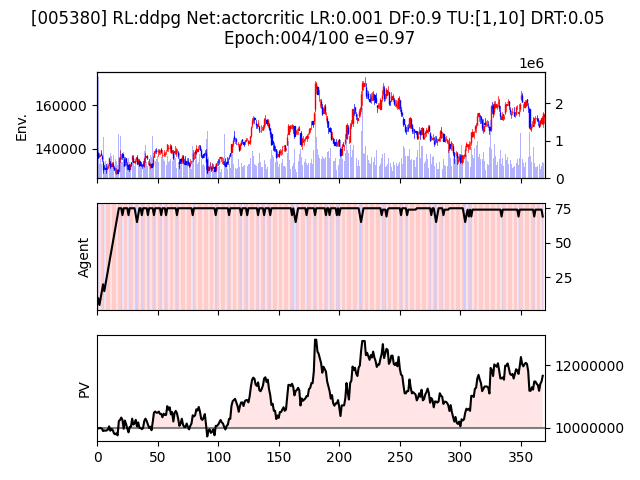 [005380] RL:ddpg Net:actorcritic LR:0.001 DF:0.9 TU:[1,10] DRT:0.05
Epoch:004/100 e=0.97
1e6
Env.
160000
140000
2
1
0
Agent
75
50
25
PV
12000000
10000000
0 50 100 150 200 250 300 350